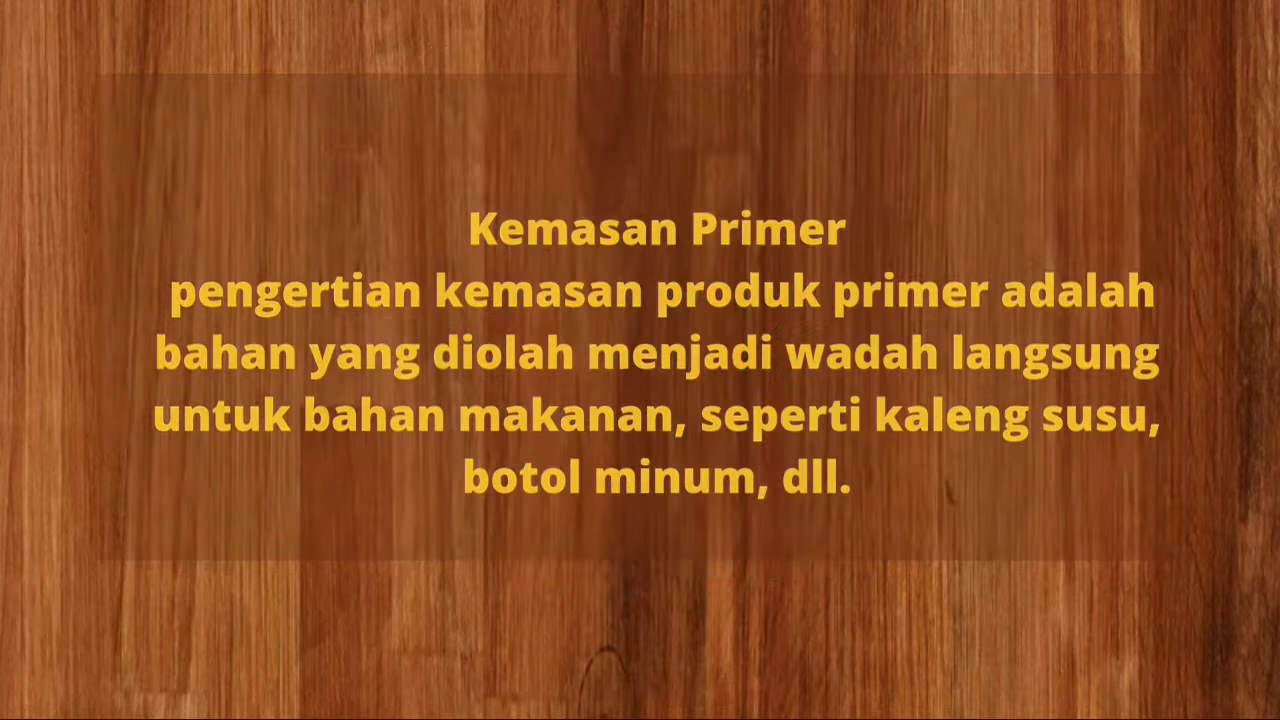 Kemasan Primer
pengertian kemasan produk primer adalah
bahan yang diolah menjadi wadah langsung
untuk bahan makanan, seperti kaleng susu,
botol minum, dll.